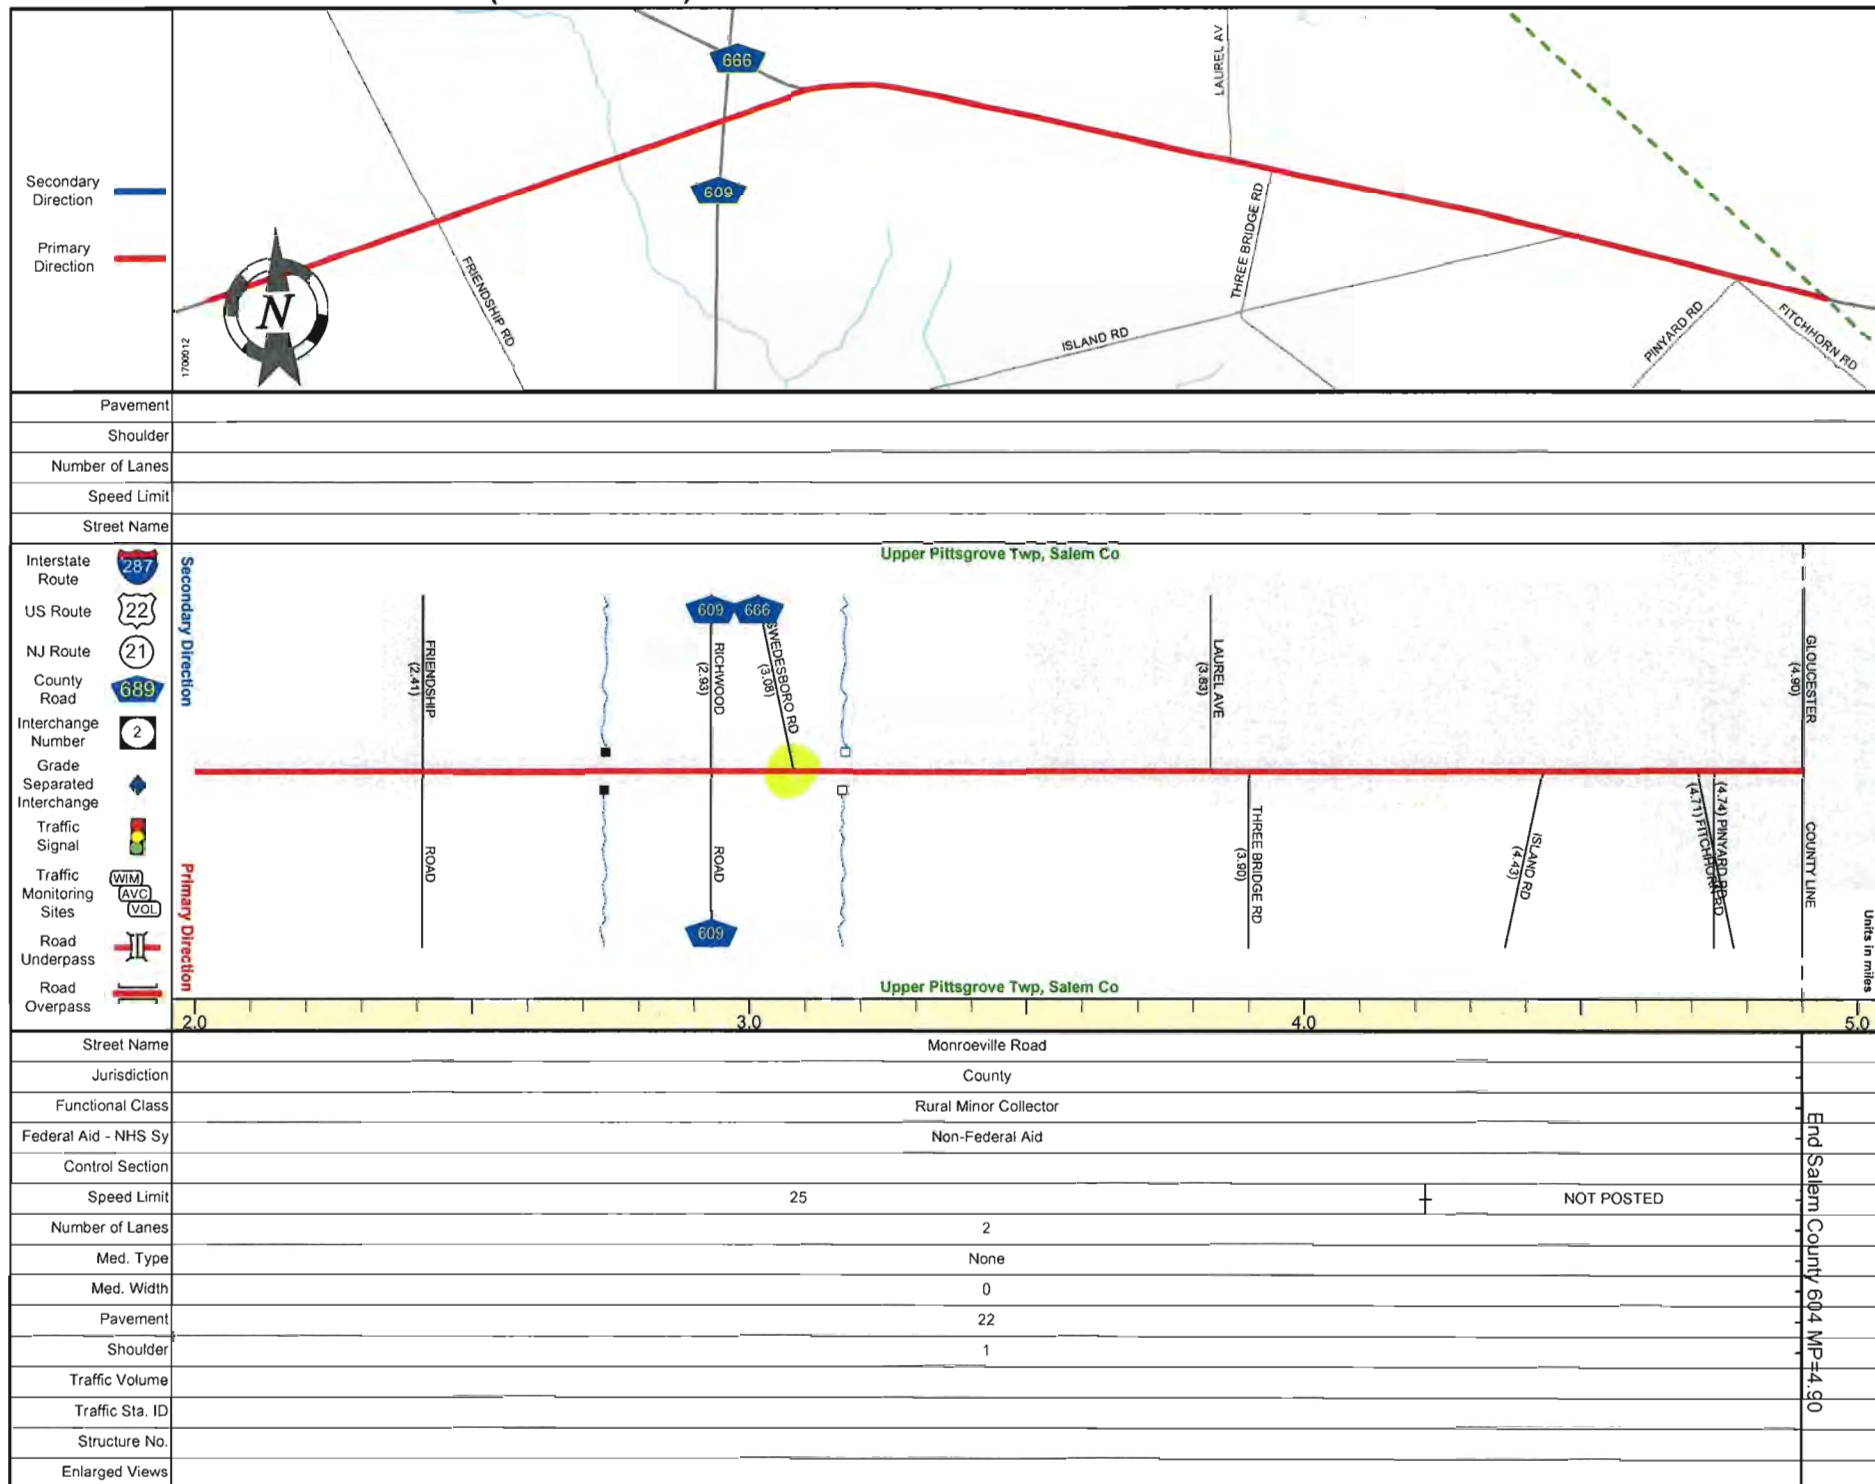 666
609
LAUREL AV
THREE BRIDGE RD
FRIENDSHIP RD
ISLAND RD
PINYARD RD
FITCHHORN RD
Secondary
Direction
Primary
Direction
N
1700012
Pavement
Shoulder
Number of Lanes
Speed Limit
Street Name
Interstate
Route
287
US Route
22
NJ Route
21
County
Road
689
Interchange
Number
2
Grade
Separated
Interchange
Traffic
Signal
Traffic
Monitoring
Sites
WIM
AVC
VOL
Road
Underpass
Road
Overpass
Secondary Direction
Primary Direction
Upper Pittsgrove Twp, Salem Co
FRIENDSHIP
(2.41)
ROAD
609
RICHWOOD
(2.93)
ROAD
609
666
SWEDESBORO RD
(3.08)
LAUREL AVE
(3.83)
THREE BRIDGE RD
(3.90)
ISLAND RD
(4.43)
(4.71) FITCHHORN RD
(4.74) PINYARD RD
GLOUCESTER
(4.90)
COUNTY LINE
Units in miles
Upper Pittsgrove Twp, Salem Co
2.0 3.0 4.0 5.0
Street Name Monroeville Road
Jurisdiction County
Functional Class Rural Minor Collector
Federal Aid - NHS Sy Non-Federal Aid
Control Section
Speed Limit 25 NOT POSTED
Number of Lanes 2
Med. Type None
Med. Width 0
Pavement 22
Shoulder 1
Traffic Volume
Traffic Sta. ID
Structure No.
Enlarged Views
End Salem County 604 MP=4.90